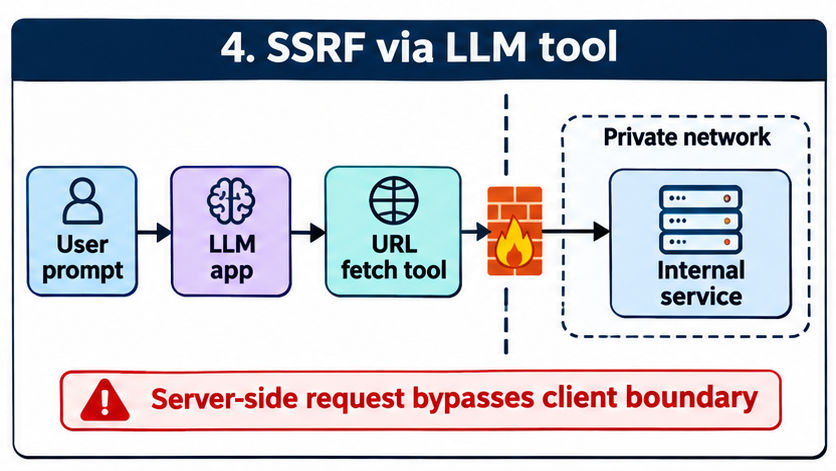 4. SSRF via LLM tool
Private network
User
prompt
LLM
app
URL
fetch tool
Internal
service
Server-side request bypasses client boundary